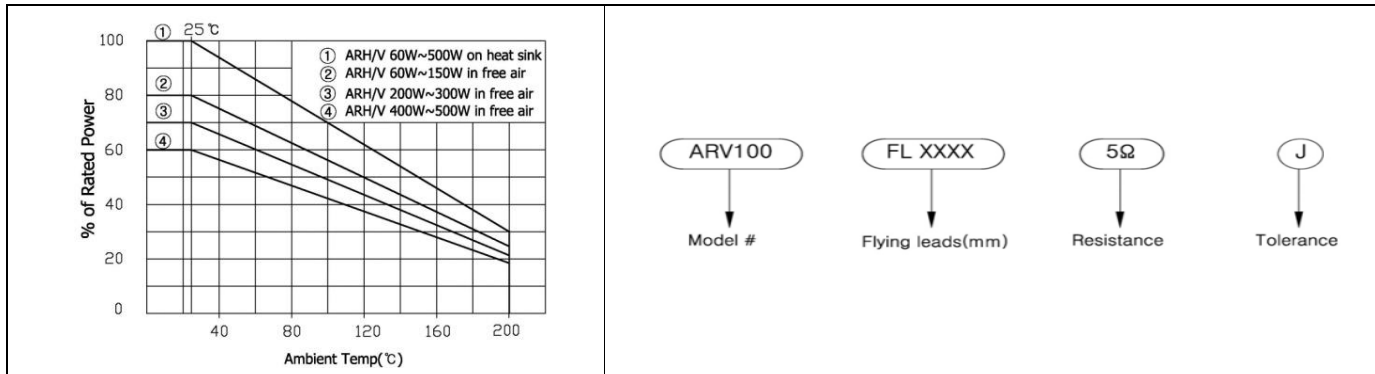 ① 25℃
100
80
60
40
20
0
②
③
④
① ARH/V 60W~500W on heat sink
② ARH/V 60W~150W in free air
③ ARH/V 200W~300W in free air
④ ARH/V 400W~500W in free air
% of Rated Power
40 80 120 160 200
Ambient Temp(℃)
ARV100 FL XXXX 5Ω J
Model # Flying leads(mm) Resistance Tolerance